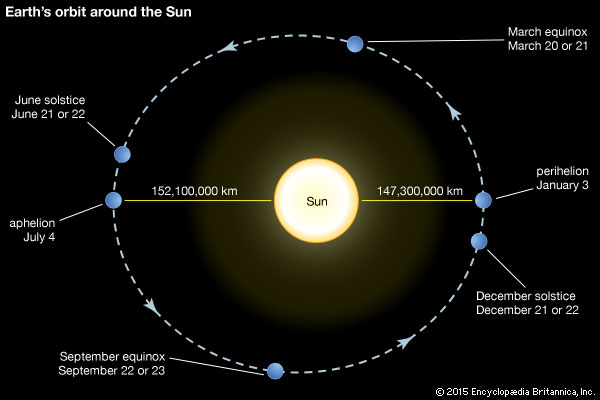 Earth's orbit around the Sun
March equinox
March 20 or 21
June solstice
June 21 or 22
152,100,000 km
Sun
147,300,000 km
perihelion
January 3
aphelion
July 4
December solstice
December 21 or 22
September equinox
September 22 or 23
© 2015 Encyclopædia Britannica, Inc.